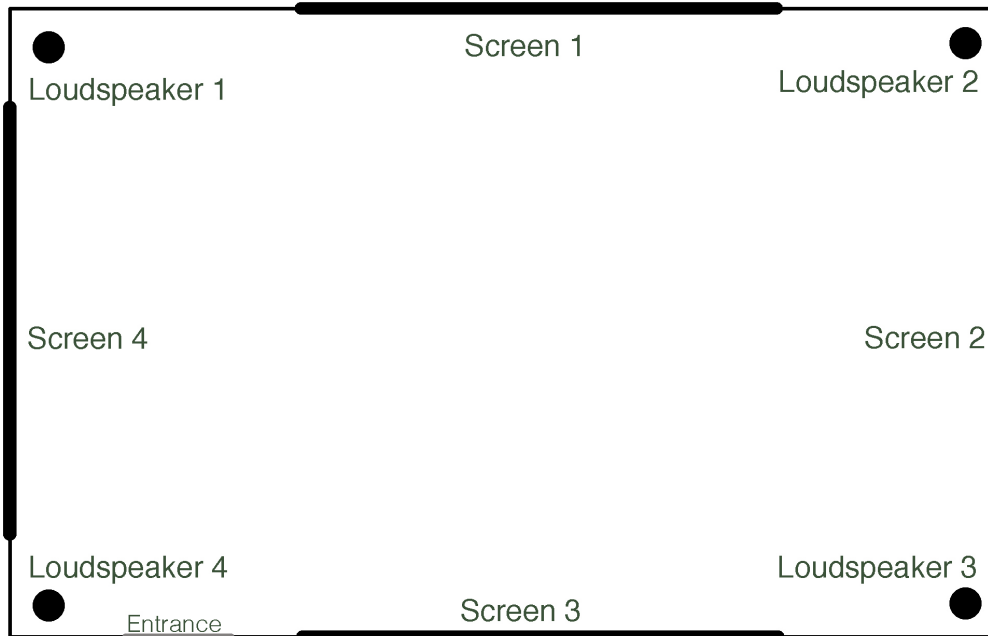 Screen 1
Loudspeaker 1
Loudspeaker 2
Screen 4
Screen 2
Loudspeaker 4
Loudspeaker 3
Screen 3
Entrance